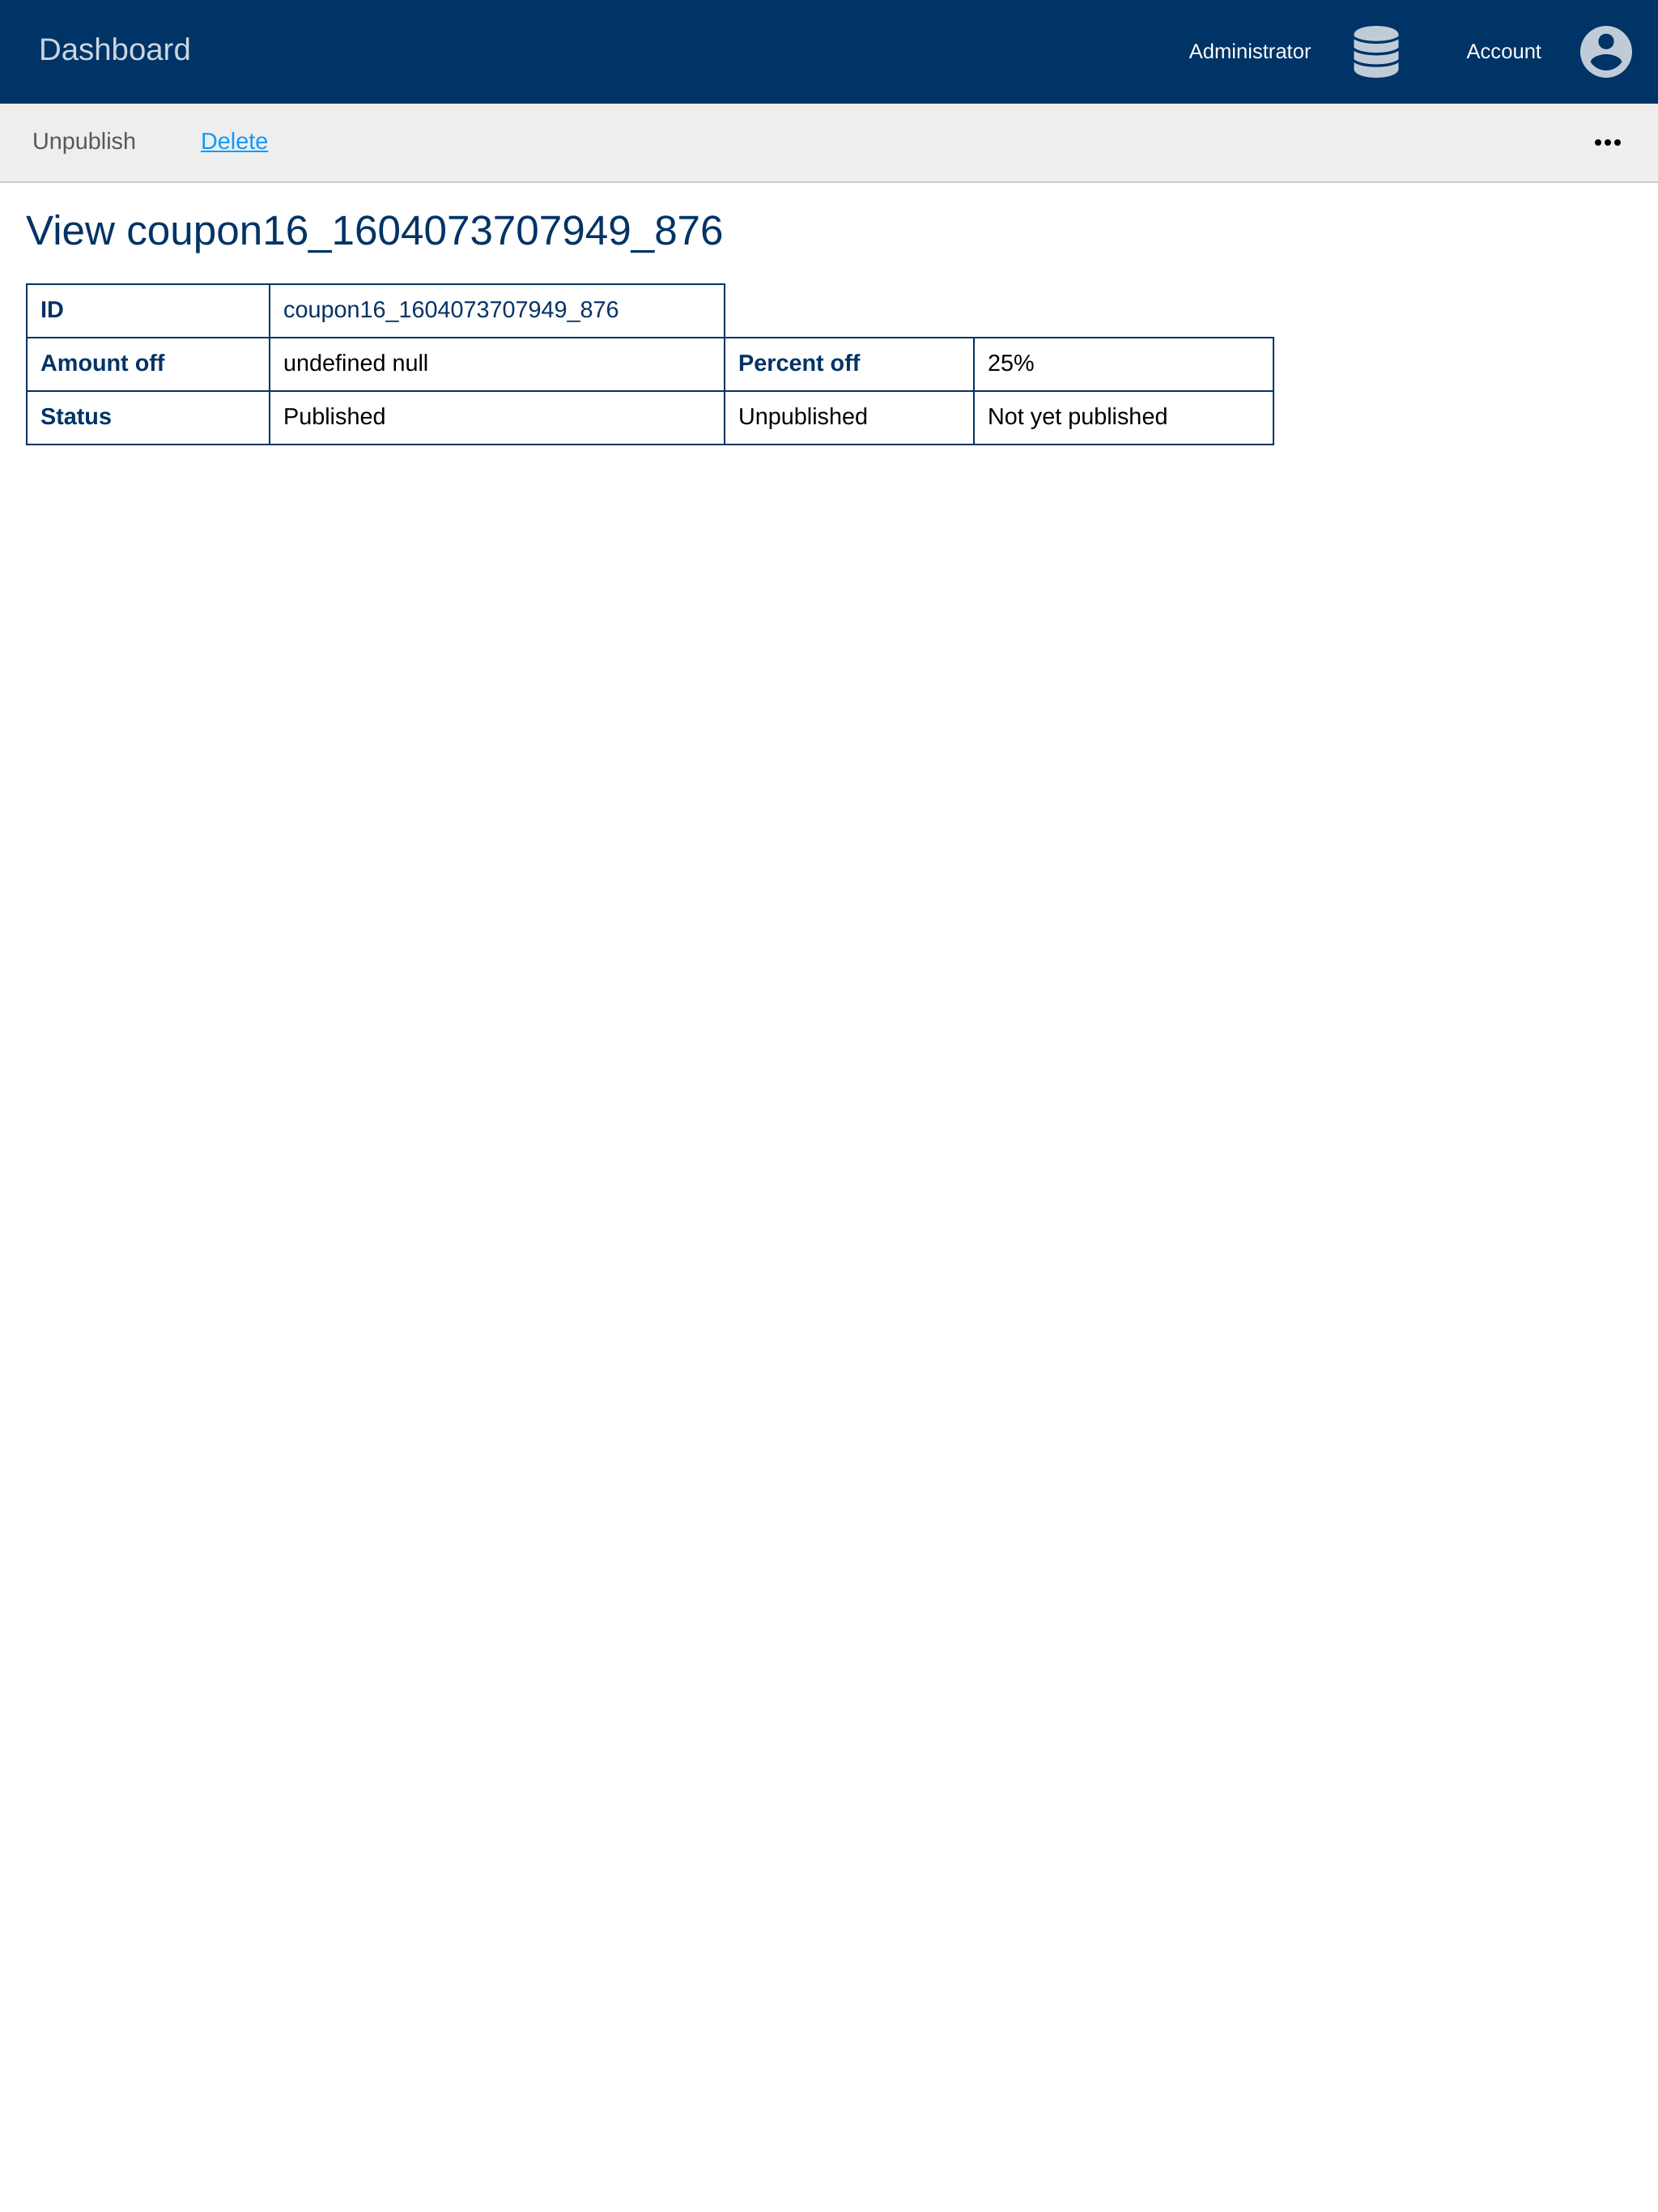 Dashboard Administrator Account
Unpublish Delete
View coupon16_1604073707949_876
ID coupon16_1604073707949_876
Amount off undefined null Percent off 25%
Status Published Unpublished Not yet published